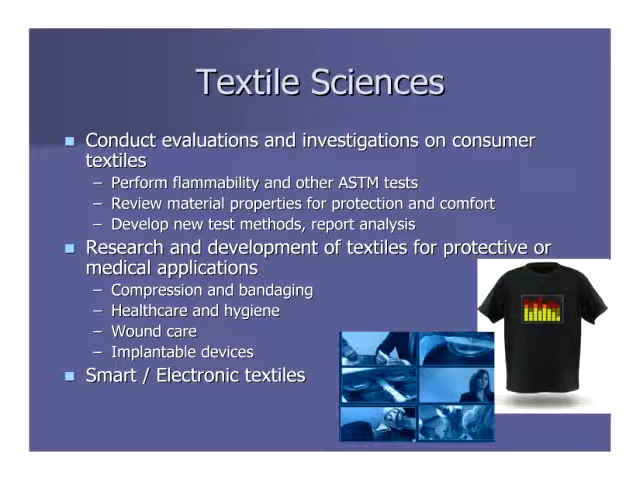 Textile Sciences
Conduct evaluations and investigations on consumer
textiles
– Perform flammability and other ASTM tests
– Review material properties for protection and comfort
– Develop new test methods, report analysis
Research and development of textiles for protective or
medical applications
– Compression and bandaging
– Healthcare and hygiene
– Wound care
– Implantable devices
Smart / Electronic textiles